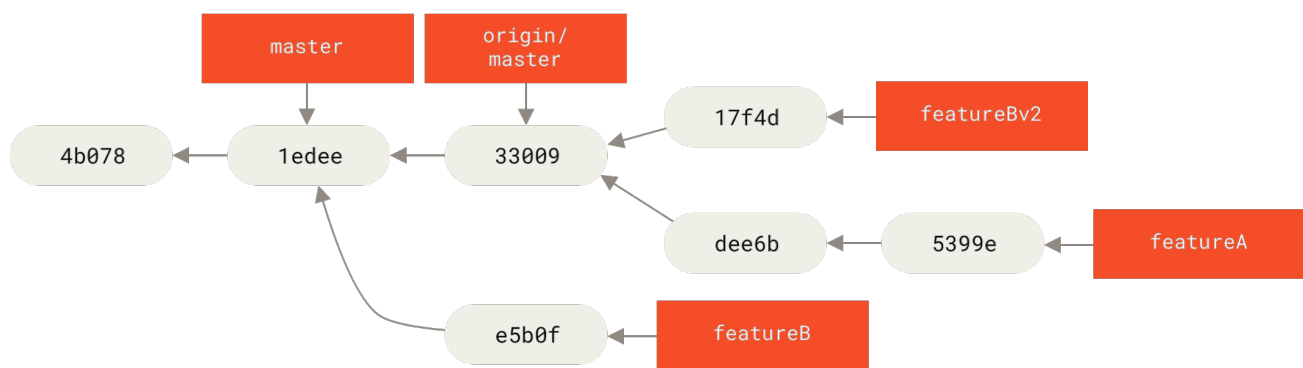 master
origin/
master
17f4d
featureBv2
4b078
1edee
33009
dee6b
5399e
featureA
e5b0f
featureB